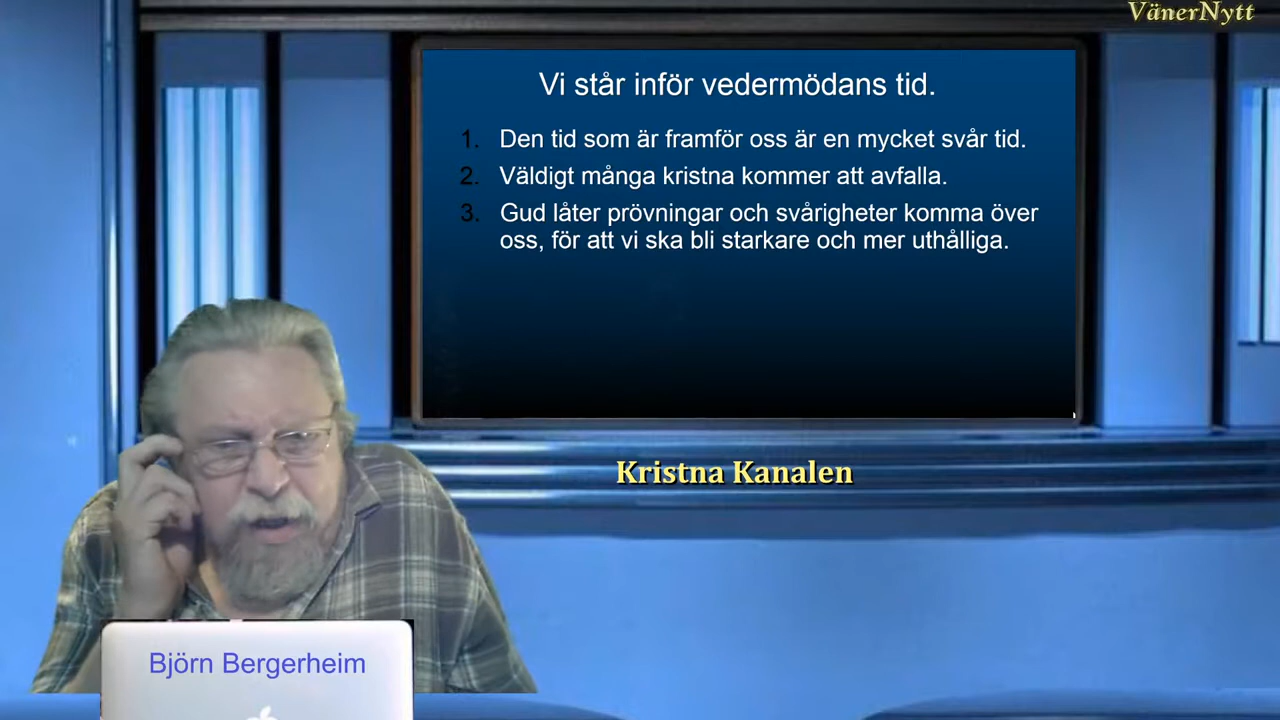 VänerNytt
Vi står inför vedermödans tid.
1. Den tid som är framför oss är en mycket svår tid.
2. Väldigt många kristna kommer att avfalla.
3. Gud låter prövningar och svårigheter komma över
oss, för att vi ska bli starkare och mer uthålliga.
Kristna Kanalen
Björn Bergerheim